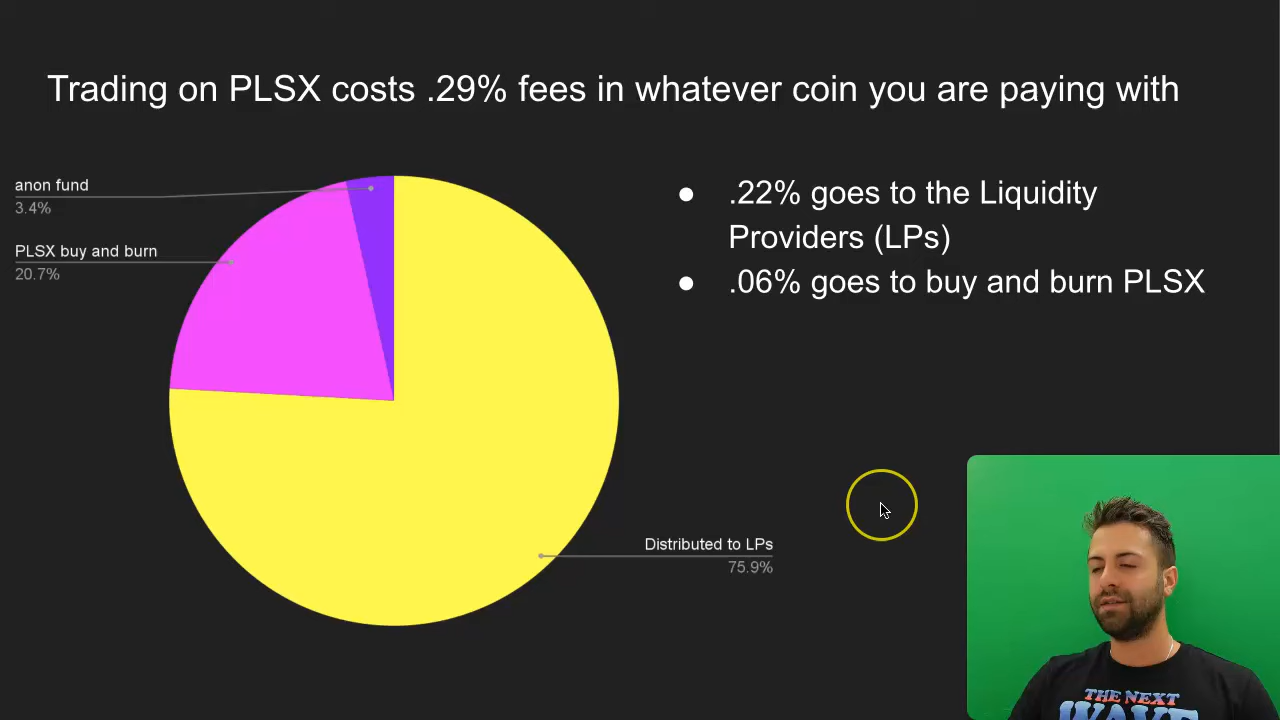 Trading on PLSX costs .29% fees in whatever coin you are paying with
anon fund
3.4%
PLSX buy and burn
20.7%
● .22% goes to the Liquidity
Providers (LPs)
● .06% goes to buy and burn PLSX
Distributed to LPs
75.9%
THE NEXT
WAVE